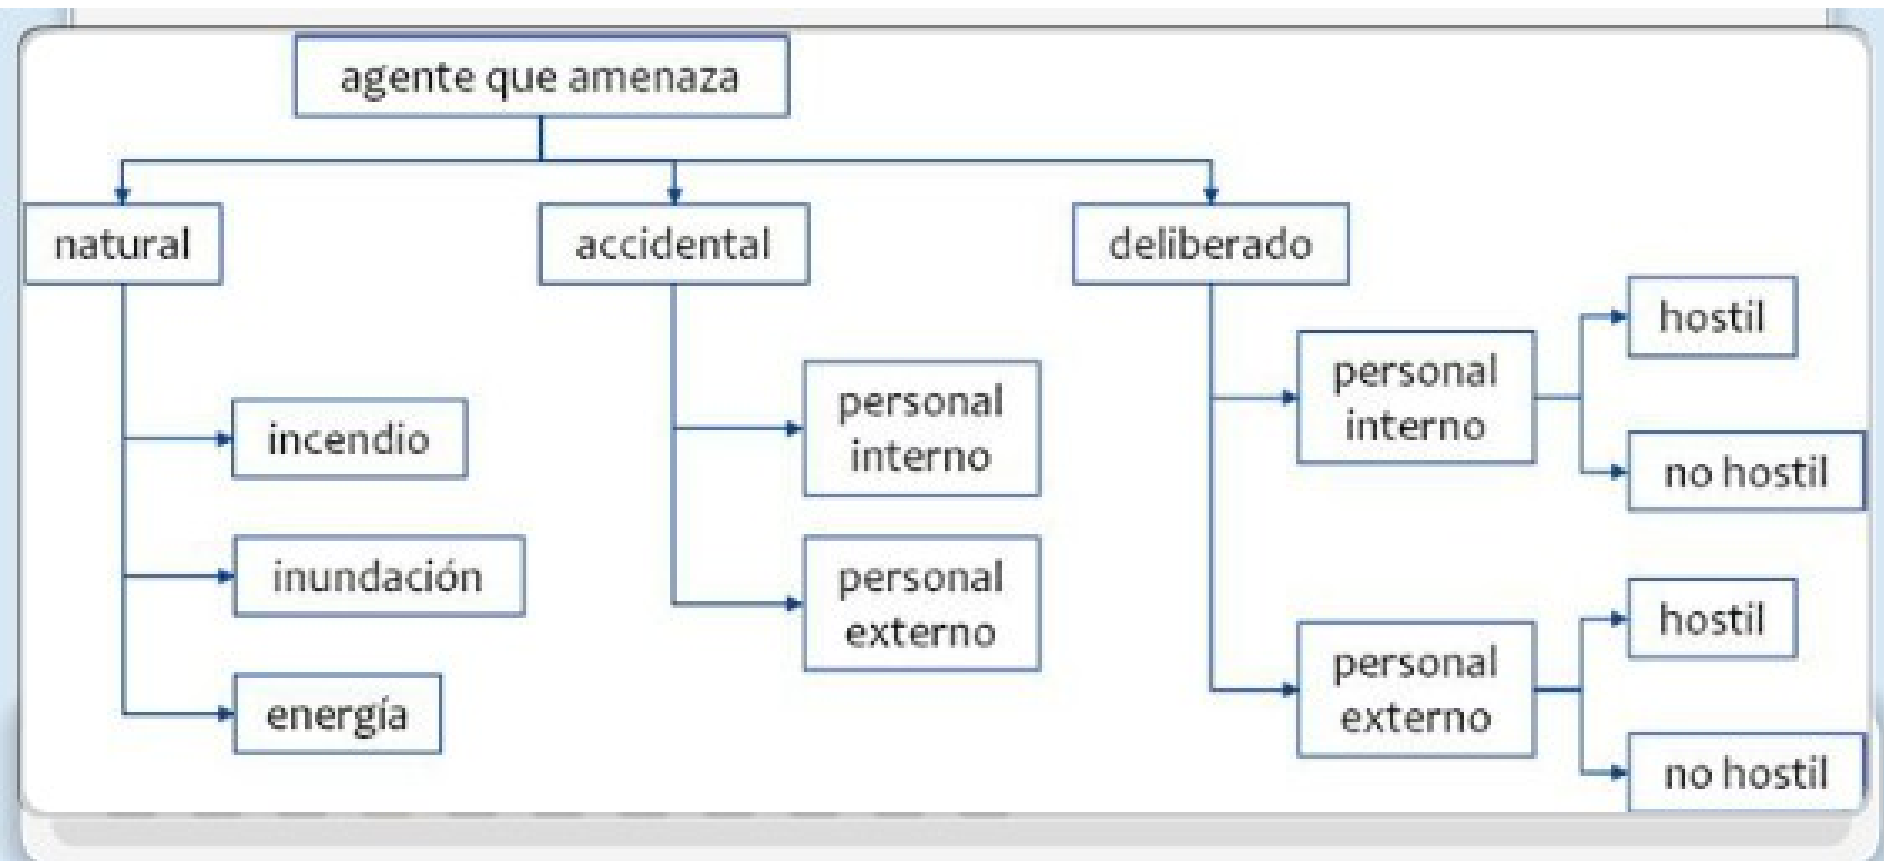 agente que amenaza
natural
accidental
deliberado
incendio
inundación
energía
personal
interno
personal
externo
personal
interno
hostil
no hostil
personal
externo
hostil
no hostil